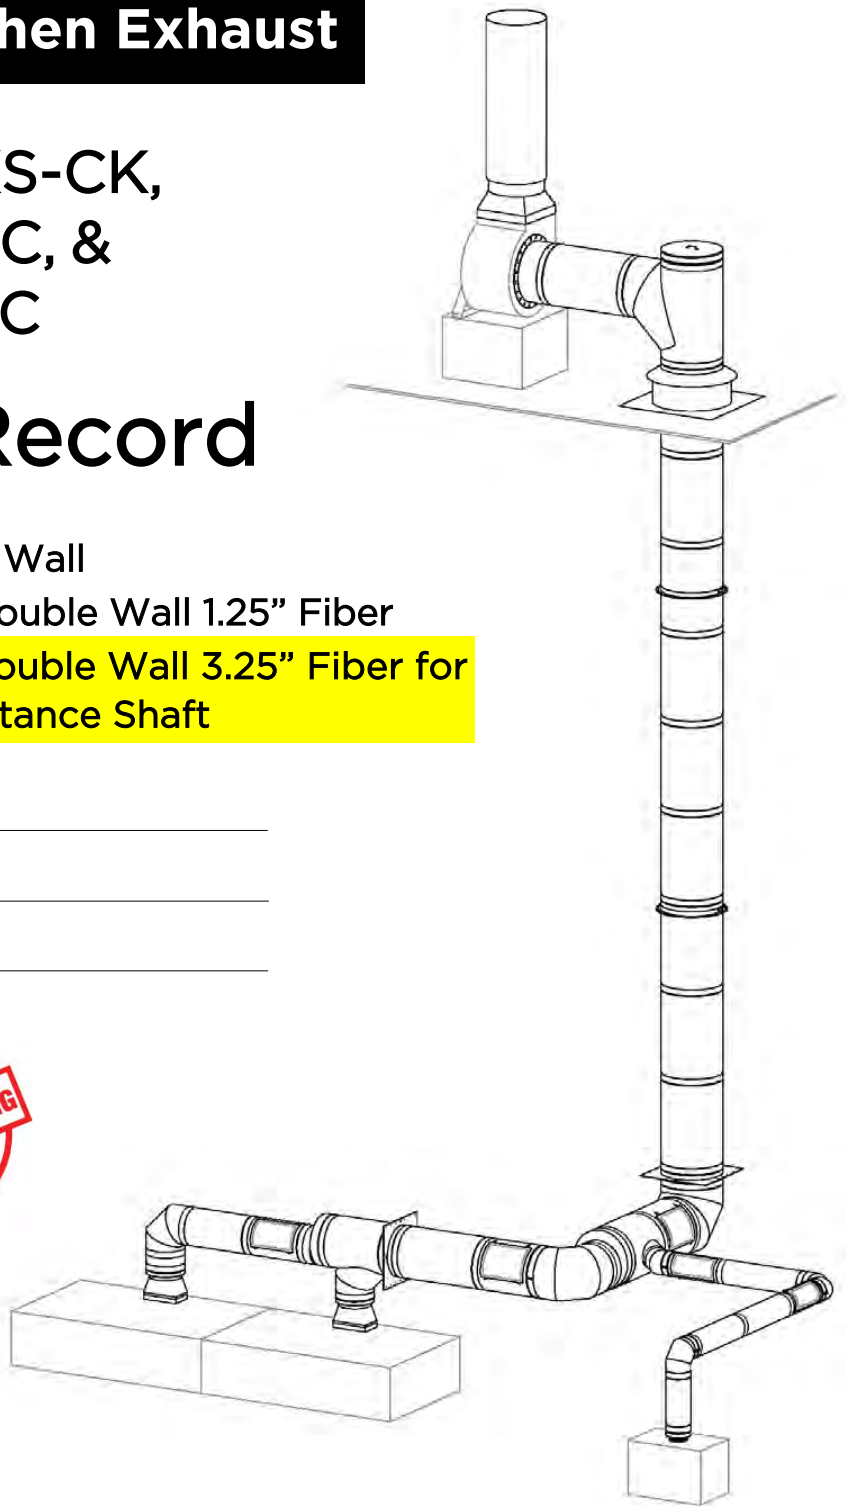 hen Exhaust
S-CK,
C, &
C
Record
Wall
ouble Wall 1.25” Fiber
ouble Wall 3.25” Fiber for
tance Shaft
G